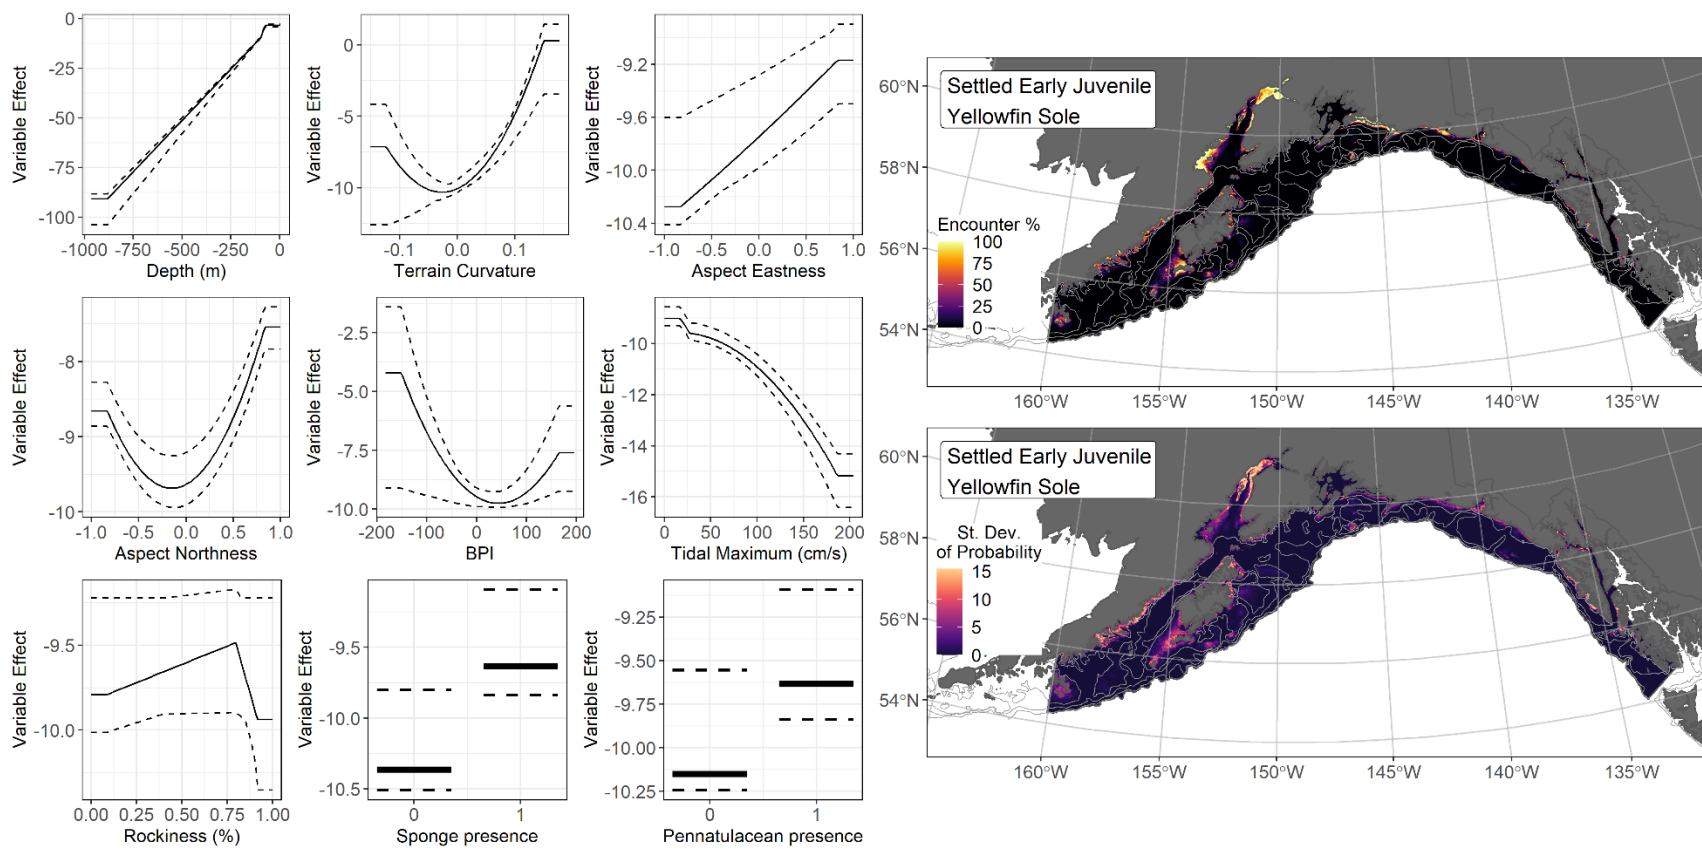 0
-25
-50
-75
-100
Variable Effect
-1000
-750
-500
-250
0
Depth (m)
0
-5
-10
Variable Effect
-0.1
0.0
0.1
Terrain Curvature
-9.2
-9.6
-10.0
-10.4
Variable Effect
-1.0
-0.5
0.0
0.5
1.0
Aspect Eastness
-8
-9
-10
Variable Effect
-1.0
-0.5
0.0
0.5
1.0
Aspect Northness
-2.5
-5.0
-7.5
-10.0
Variable Effect
-200
-100
0
100
200
BPI
-10
-12
-14
-16
Variable Effect
0
50
100
150
200
Tidal Maximum (cm/s)
-9.5
-10.0
Variable Effect
0.00
0.25
0.50
0.75
1.00
Rockiness (%)
-9.5
-10.0
-10.5
Variable Effect
0
1
Sponge presence
-9.25
-9.50
-9.75
-10.00
-10.25
Variable Effect
0
1
Pennatulacean presence
Settled Early Juvenile
Yellowfin Sole
Encounter %
100
75
50
25
0
60°N
58°N
56°N
54°N
160°W
155°W
150°W
145°W
140°W
135°W
Settled Early Juvenile
Yellowfin Sole
St. Dev.
of Probability
15
10
5
0
60°N
58°N
56°N
54°N
160°W
155°W
150°W
145°W
140°W
135°W